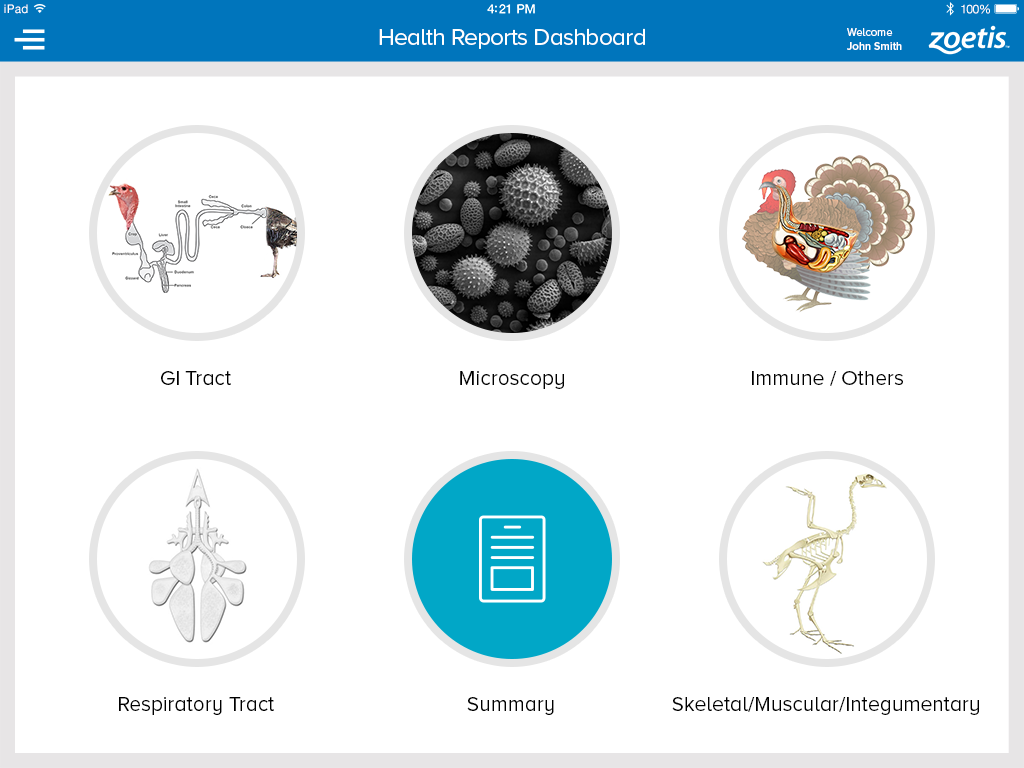 iPad
4:21 PM
100%
Health Reports Dashboard
Welcome
John Smith
zoetis
Small
Intestine
Ceca
Colon
Crop
Liver
Ceca
Cloaca
Proventriculus
Duodenum
Gizzard
Pancreas
GI Tract
Microscopy
Immune / Others
Respiratory Tract
Summary
Skeletal/Muscular/Integumentary